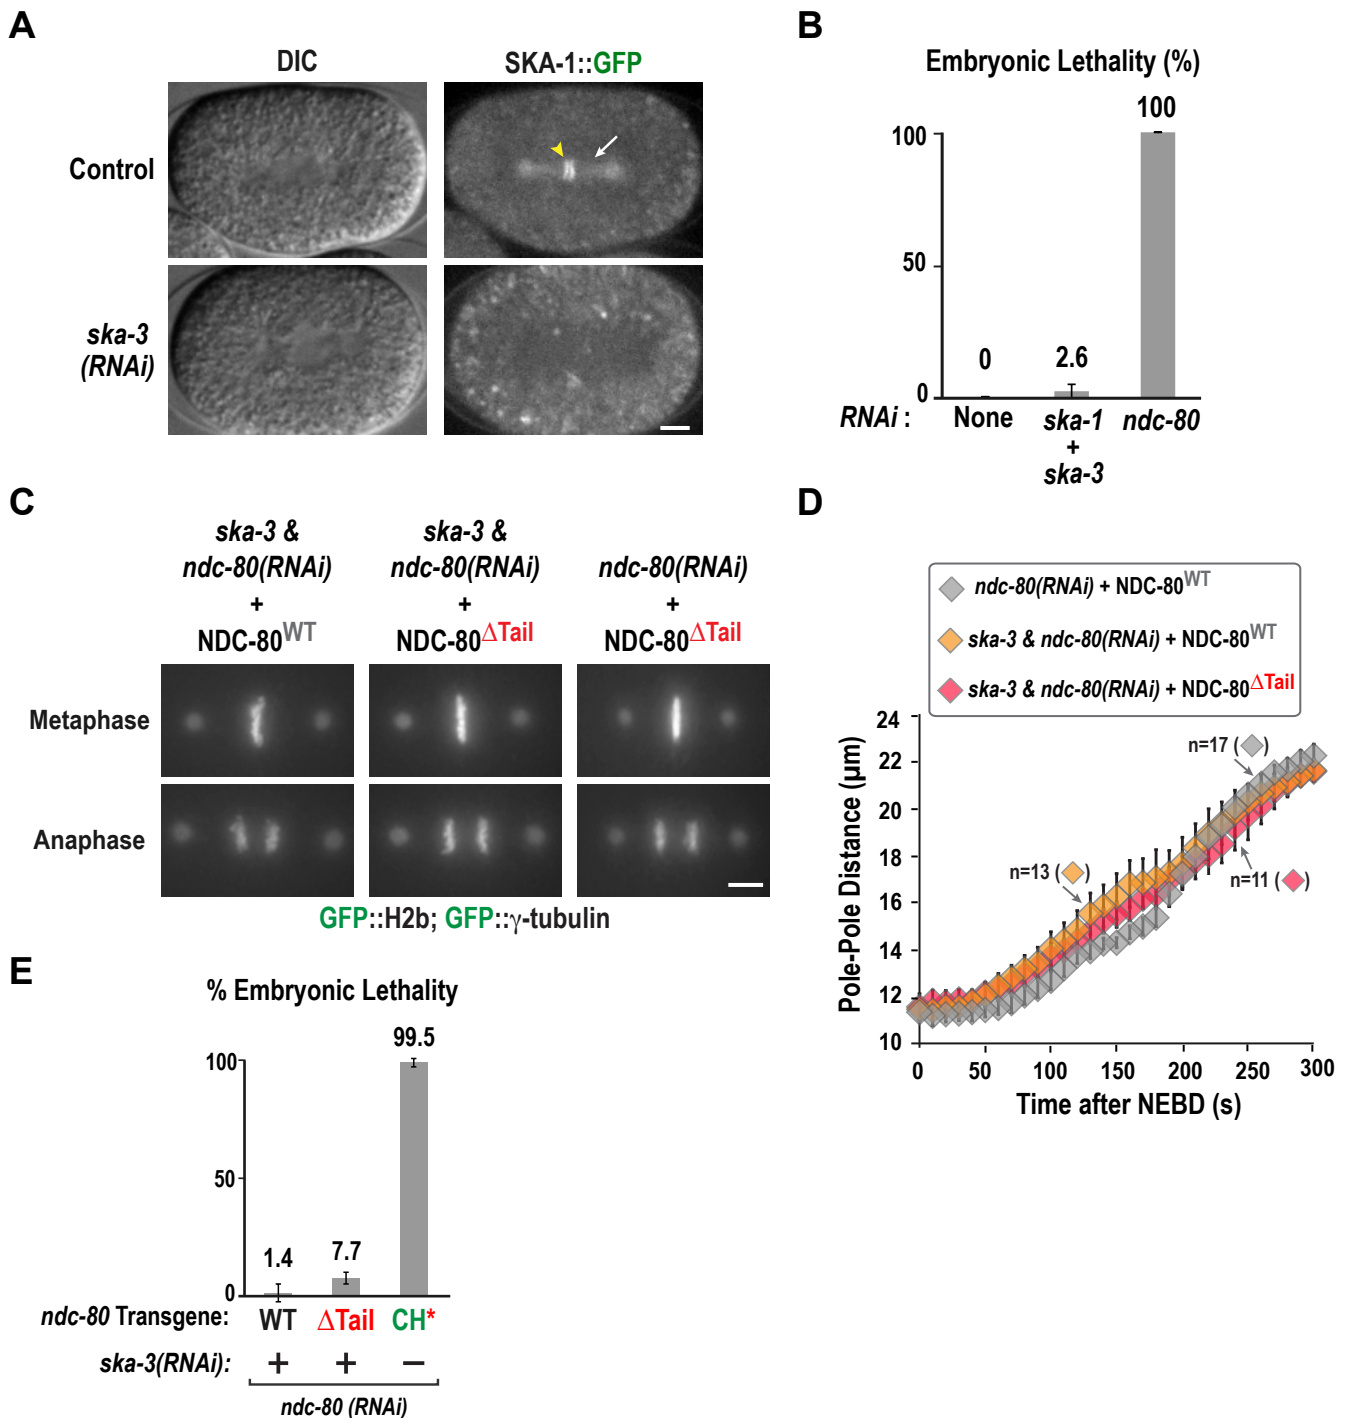 A
DIC
SKA-1::GFP
Control
ska-3
(RNAi)
B
Embryonic Lethality (%)
100
100
50
2.6
0
0
RNAi :
None
ska-1
+
ska-3
ndc-80
C
ska-3 &
ndc-80(RNAi)
+
NDC-80WT
ska-3 &
ndc-80(RNAi)
+
NDC-80ΔTail
ndc-80(RNAi)
+
NDC-80ΔTail
Metaphase
Anaphase
GFP::H2b; GFP::γ-tubulin
D
ndc-80(RNAi) + NDC-80WT
ska-3 & ndc-80(RNAi) + NDC-80WT
ska-3 & ndc-80(RNAi) + NDC-80ΔTail
Pole-Pole Distance (µm)
24
22
20
18
16
14
12
10
n=17 ( )
n=13 ( )
n=11 ( )
0 50 100 150 200 250 300
Time after NEBD (s)
E
% Embryonic Lethality
99.5
100
50
1.4
7.7
0
ndc-80 Transgene: WT ΔTail CH*
ska-3(RNAi): + + −
ndc-80 (RNAi)